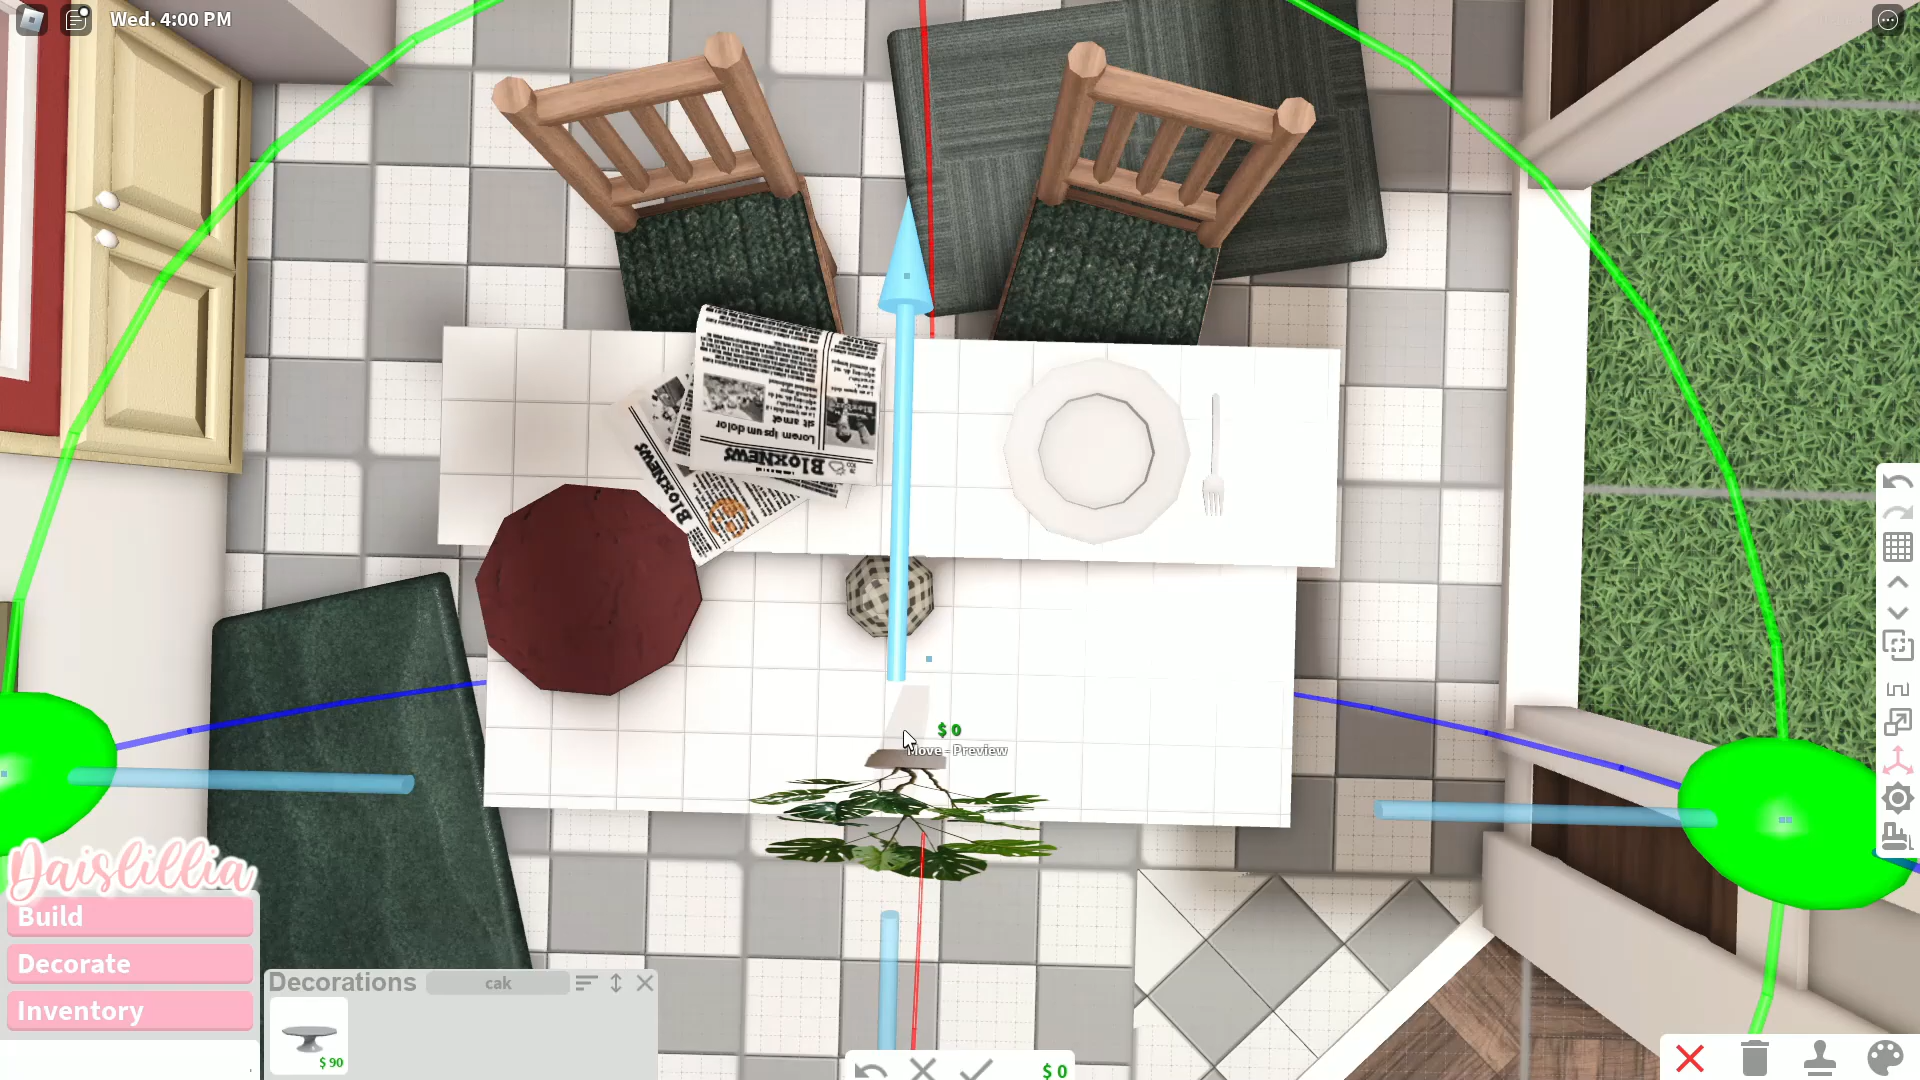 Wed. 4:00 PM
BLOXNEWS
Lorem ipsum dolor
sit amet
BLOXNEWS
$ 0
Move - Preview
Daislillia
Build
Decorate
Inventory
Decorations
cak
$ 90
$ 0